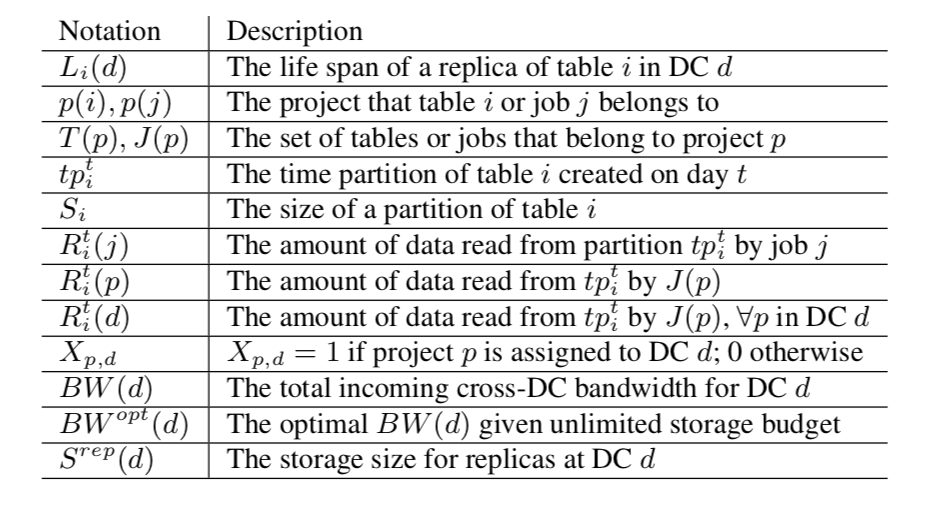 Notation Description
L_i(d) The life span of a replica of table i in DC d
p(i), p(j) The project that table i or job j belongs to
T(p), J(p) The set of tables or jobs that belong to project p
tp_i^t The time partition of table i created on day t
S_i The size of a partition of table i
R_i^t(j) The amount of data read from partition tp_i^t by job j
R_i^t(p) The amount of data read from tp_i^t by J(p)
R_i^t(d) The amount of data read from tp_i^t by J(p), ∀p in DC d
X_{p,d} X_{p,d} = 1 if project p is assigned to DC d; 0 otherwise
BW(d) The total incoming cross-DC bandwidth for DC d
BW^{opt}(d) The optimal BW(d) given unlimited storage budget
S^{rep}(d) The storage size for replicas at DC d